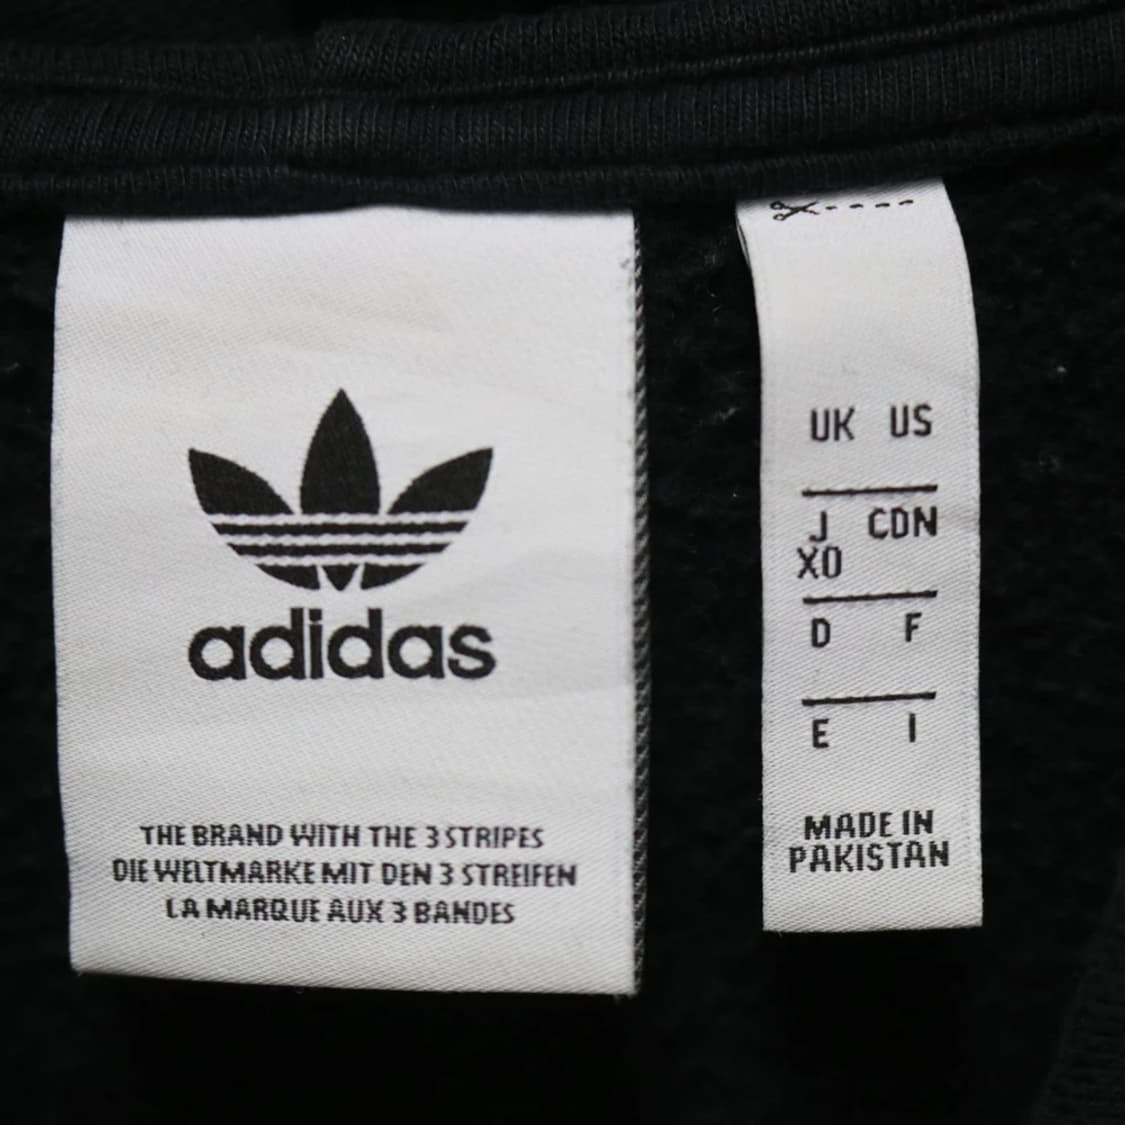 adidas
THE BRAND WITH THE 3 STRIPES
DIE WELTMARKE MIT DEN 3 STREIFEN
LA MARQUE AUX 3 BANDES
UK US
J CDN
XO
D F
E I
MADE IN
PAKISTAN